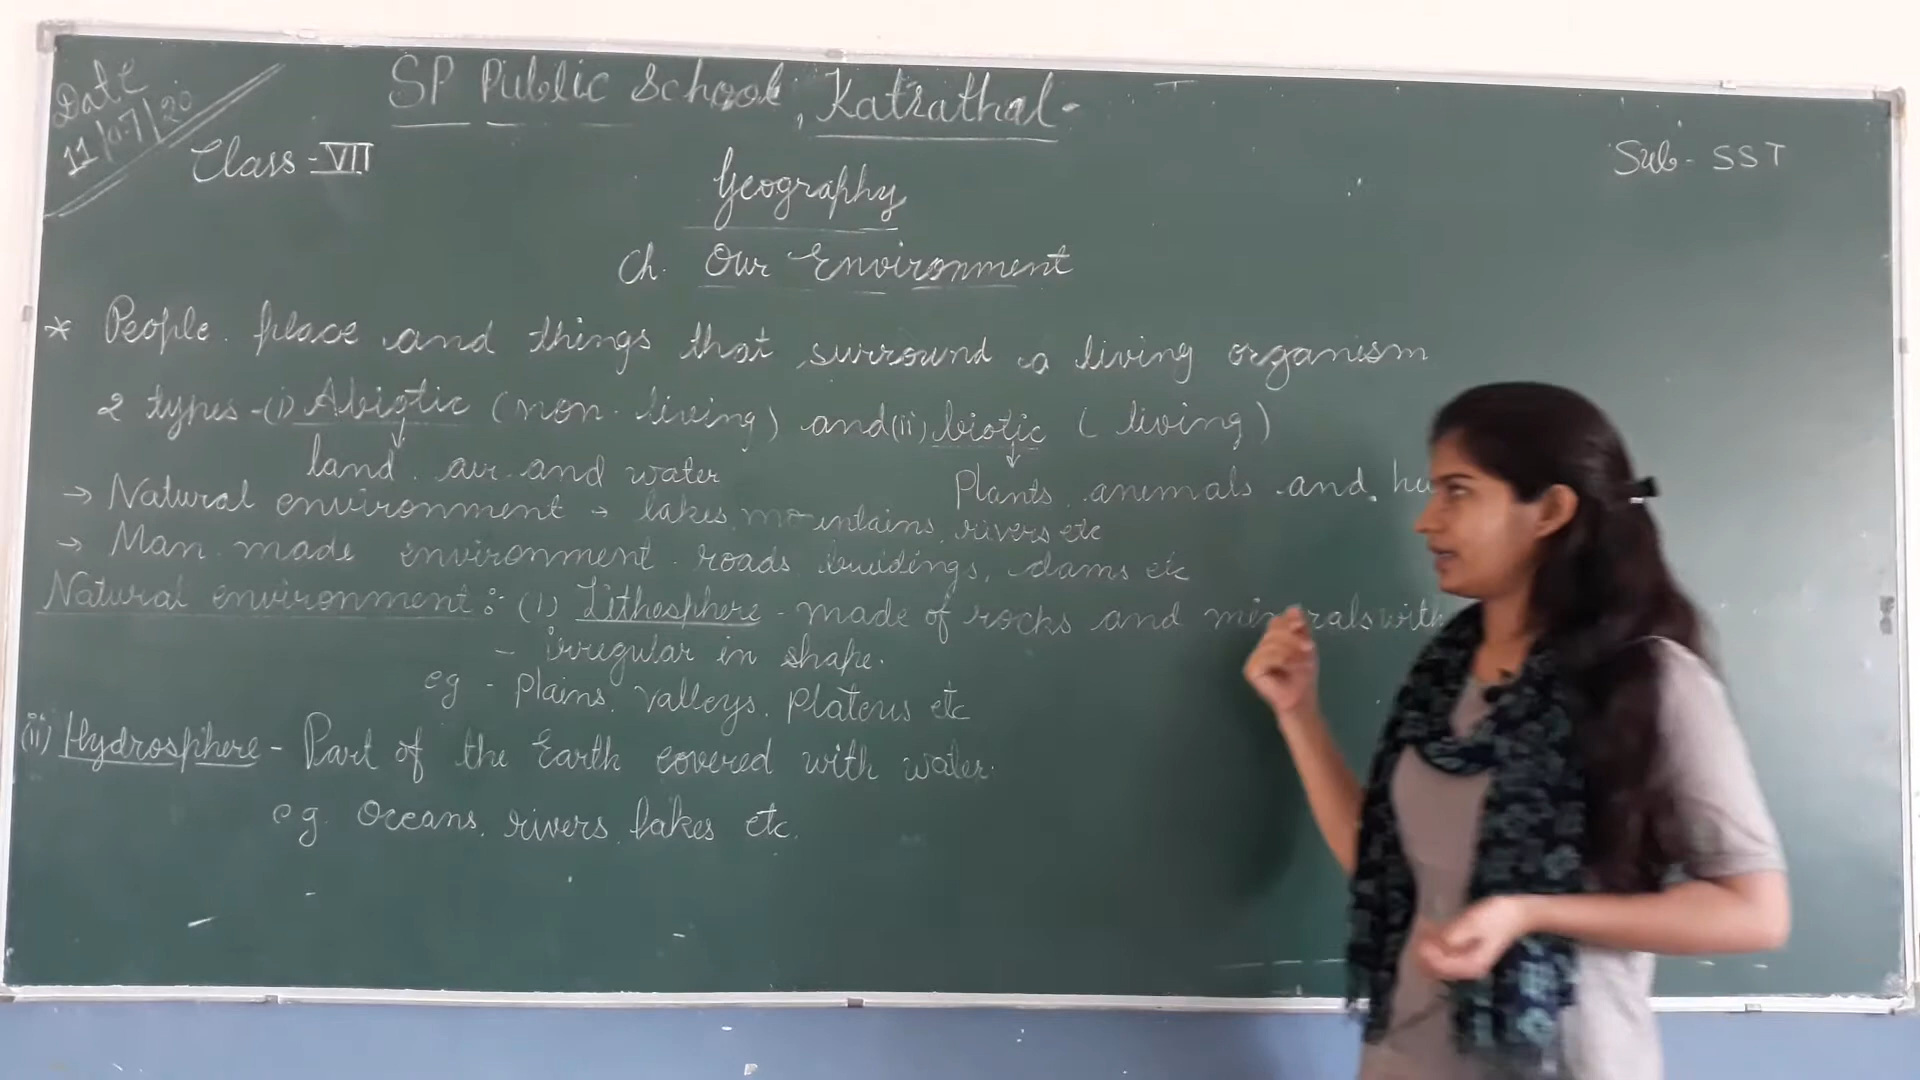 Date
11/07/20
SP Public School, Katrathal-
Class-VII
Sub- SST
Geography
Ch. Our Environment
* People. place and things that surround a living organism
2 types-(i) Abiotic (non-living) and (ii) biotic (living)
land. air and water
Plants, anemals and
→ Natural environment → lakes, mountains, rivers etc
→ Man-made environment. roads buildings, dams etc
Natural environment:- (1) Lithosphere - made of rocks and minerals with
- irregular in shape.
eg - plains, valleys, plateus etc
(ii) Hydrosphere - Part of the Earth covered with water.
eg. Oceans, rivers, lakes etc.